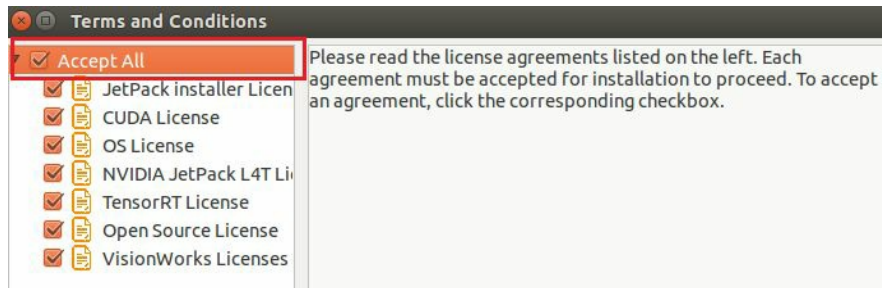 Terms and Conditions
Accept All
JetPack installer Licen
CUDA License
OS License
NVIDIA JetPack L4T Li
TensorRT License
Open Source License
VisionWorks Licenses
Please read the license agreements listed on the left. Each
agreement must be accepted for installation to proceed. To accept
an agreement, click the corresponding checkbox.